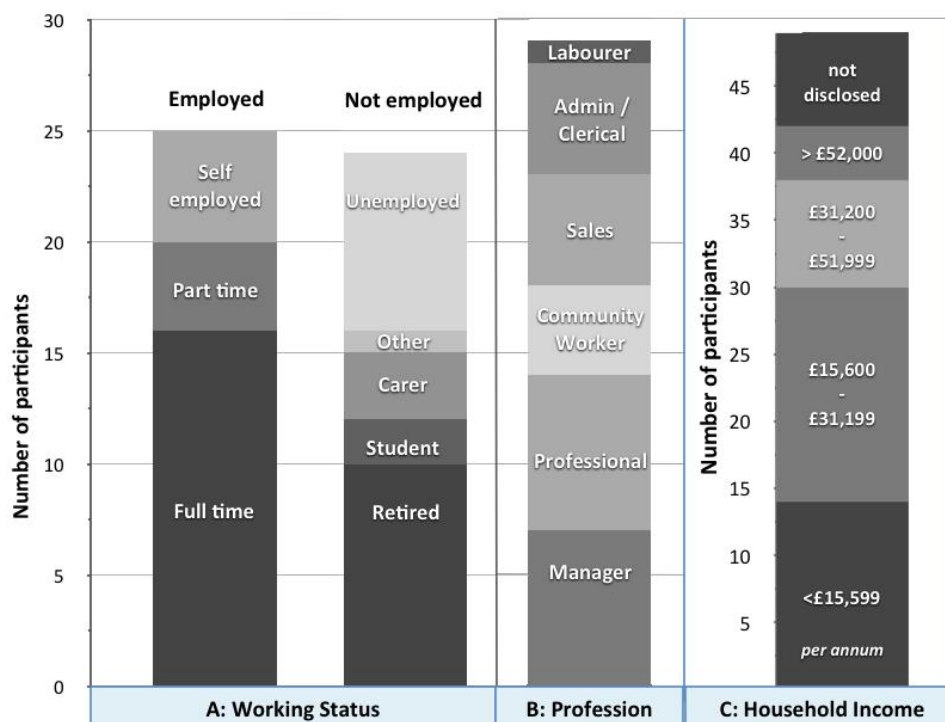 Number of participants
30
25
20
15
10
5
0
Employed
Self
employed
Part time
Full time
Not employed
Unemployed
Other
Carer
Student
Retired
A: Working Status
Labourer
Admin /
Clerical
Sales
Community
Worker
Professional
Manager
B: Profession
Number of participants
45
40
35
30
25
20
15
10
5
not
disclosed
> £52,000
£31,200
-
£51,999
£15,600
-
£31,199
<£15,599
per annum
C: Household Income